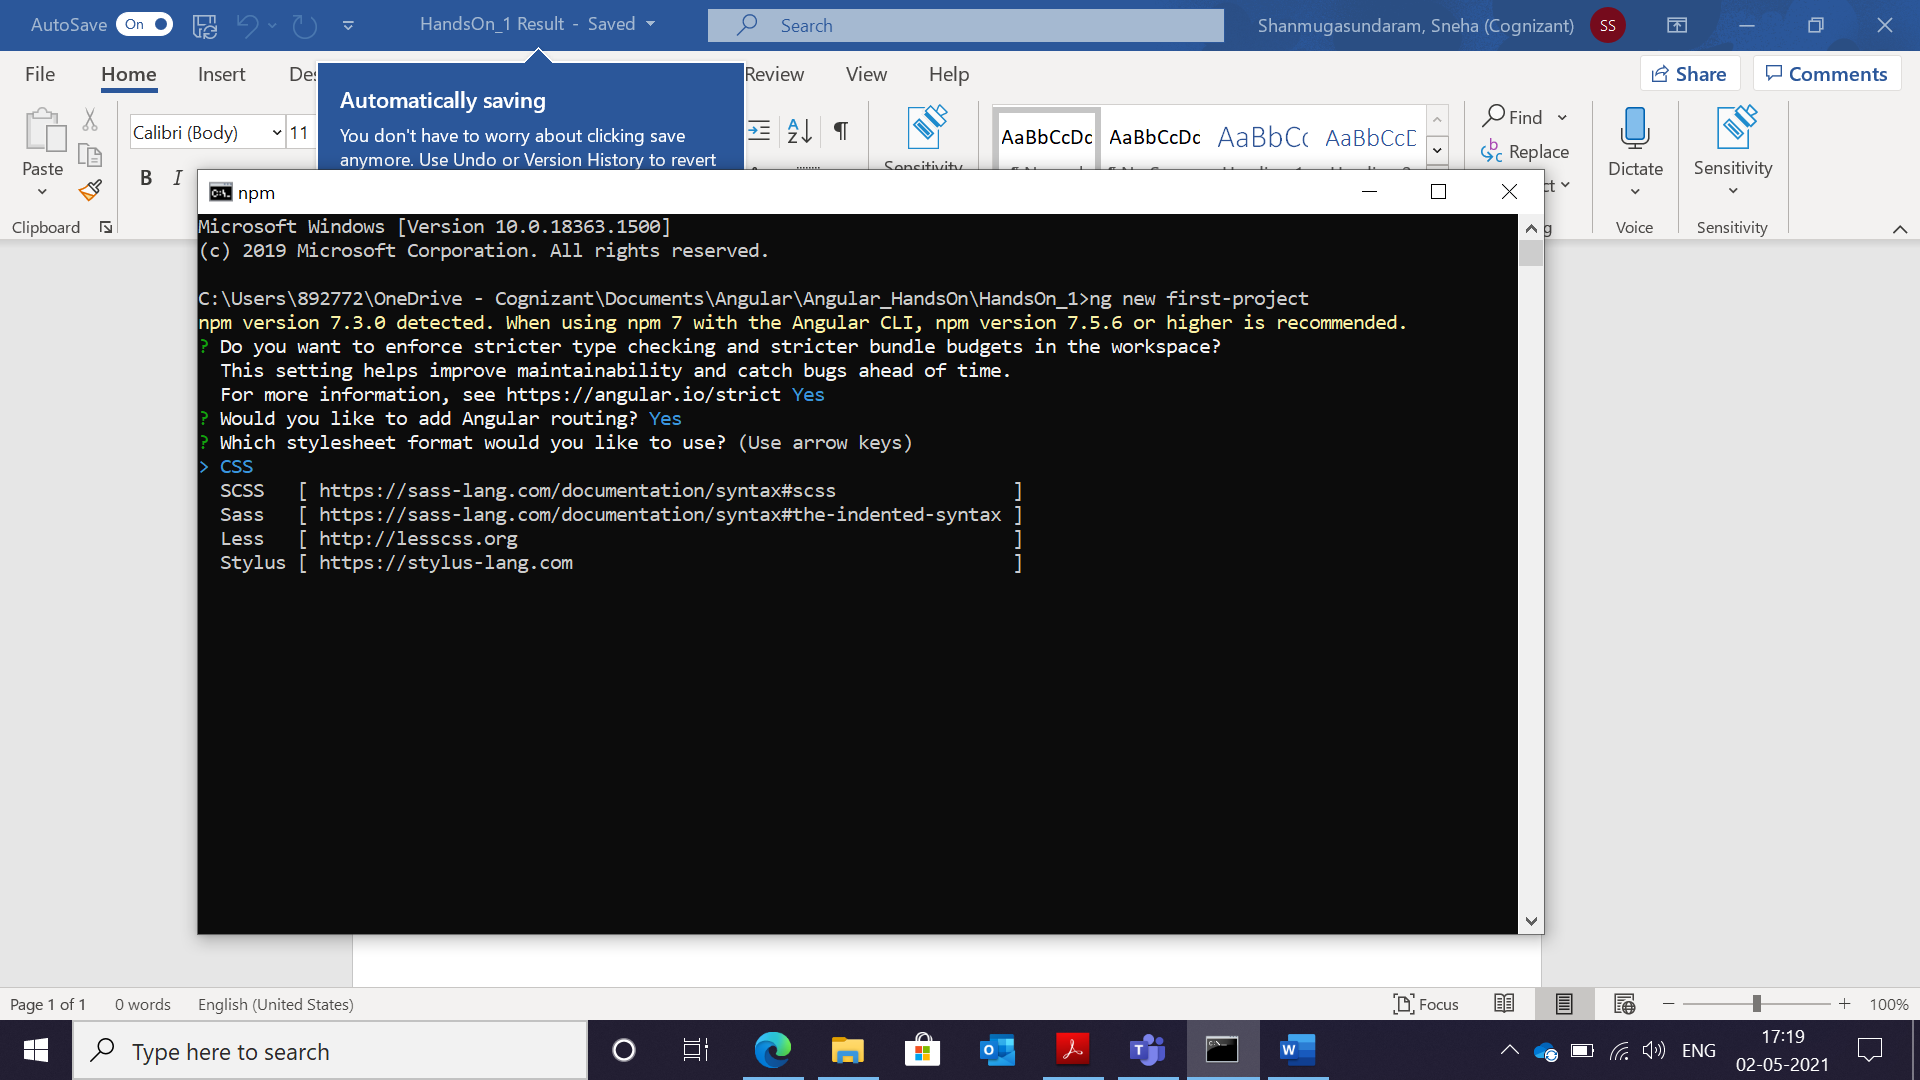 AutoSave On HandsOn_1 Result - Saved Search Shanmugasundaram, Sneha (Cognizant) SS
File Home Insert Des Review View Help Share Comments
Automatically saving
You don't have to worry about clicking save
anymore. Use Undo or Version History to revert
Calibri (Body) 11
Paste
B I
Clipboard
AaBbCcDc AaBbCcDc AaBbCc AaBbCcD
Find
Replace
Dictate
Sensitivity
Voice
Sensitivity
npm
Microsoft Windows [Version 10.0.18363.1500]
(c) 2019 Microsoft Corporation. All rights reserved.
C:\Users\892772\OneDrive - Cognizant\Documents\Angular\Angular_HandsOn\HandsOn_1>ng new first-project
npm version 7.3.0 detected. When using npm 7 with the Angular CLI, npm version 7.5.6 or higher is recommended.
? Do you want to enforce stricter type checking and stricter bundle budgets in the workspace?
This setting helps improve maintainability and catch bugs ahead of time.
For more information, see https://angular.io/strict Yes
? Would you like to add Angular routing? Yes
? Which stylesheet format would you like to use? (Use arrow keys)
> CSS
SCSS [ https://sass-lang.com/documentation/syntax#scss ]
Sass [ https://sass-lang.com/documentation/syntax#the-indented-syntax ]
Less [ http://lesscss.org ]
Stylus [ https://stylus-lang.com ]
Page 1 of 1 0 words English (United States) Focus 100%
Type here to search
ENG
17:19
02-05-2021